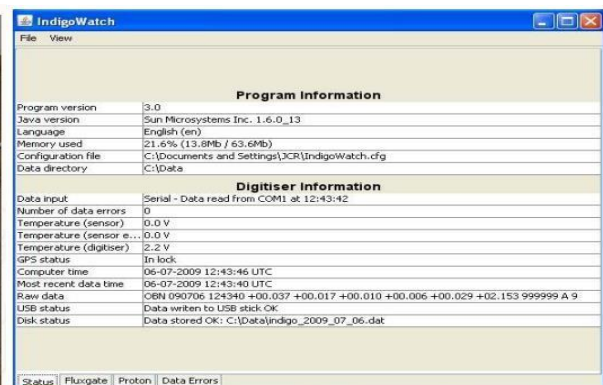 IndigoWatch
File View
Program Information
Program version 3.0
Java version Sun Microsystems Inc. 1.6.0_13
Language English (en)
Memory used 21.6% (13.8Mb / 63.6Mb)
Configuration file C:\Documents and Settings\JCR\IndigoWatch.cfg
Data directory C:\Data
Digitiser Information
Data input Serial - Data read from COM1 at 12:43:42
Number of data errors 0
Temperature (sensor) 0.0 V
Temperature (sensor e... 0.0 V
Temperature (digitiser) 2.2 V
GPS status In lock
Computer time 06-07-2009 12:43:46 UTC
Most recent data time 06-07-2009 12:43:40 UTC
Raw data OBN 090706 124340 +00.037 +00.017 +00.010 +00.006 +00.029 +02.153 999999 A 9
USB status Data writen to USB stick OK
Disk status Data stored OK: C:\Data\indigo_2009_07_06.dat
Status Fluxgate Proton Data Errors